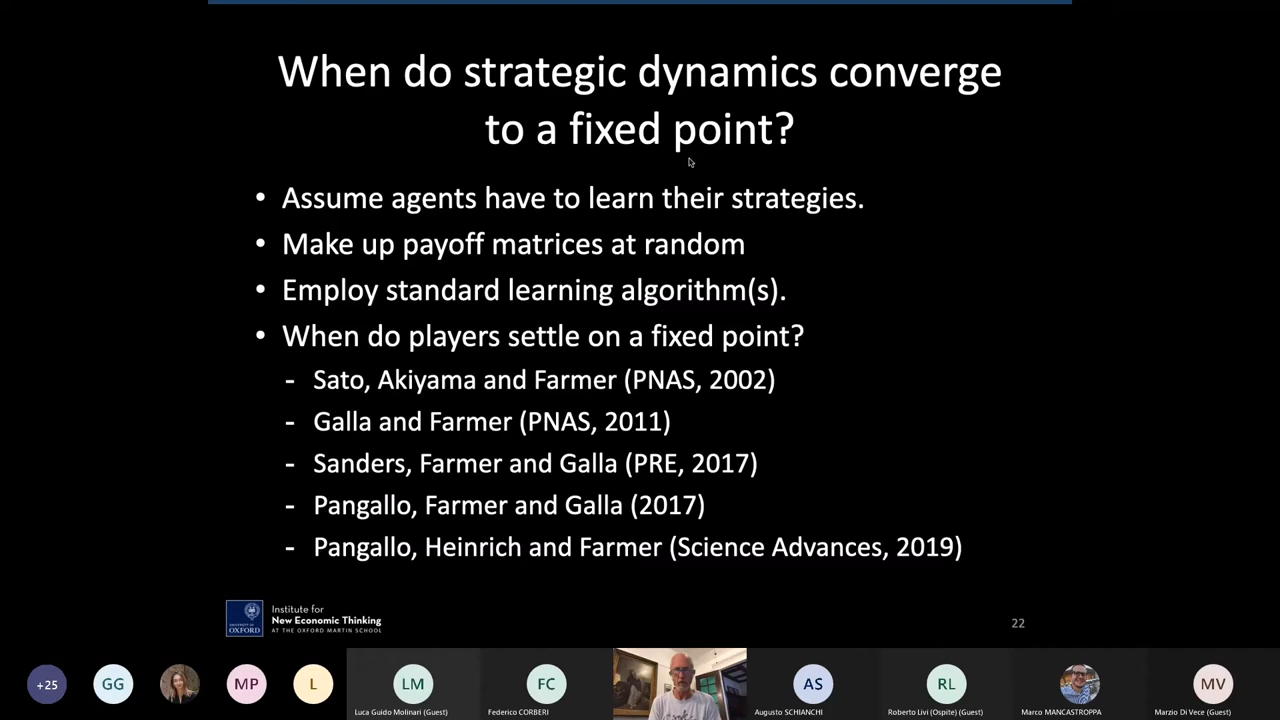 When do strategic dynamics converge
to a fixed point?
• Assume agents have to learn their strategies.
• Make up payoff matrices at random
• Employ standard learning algorithm(s).
• When do players settle on a fixed point?
- Sato, Akiyama and Farmer (PNAS, 2002)
- Galla and Farmer (PNAS, 2011)
- Sanders, Farmer and Galla (PRE, 2017)
- Pangallo, Farmer and Galla (2017)
- Pangallo, Heinrich and Farmer (Science Advances, 2019)
UNIVERSITY OF
OXFORD
Institute for
New Economic Thinking
AT THE OXFORD MARTIN SCHOOL
22
+25
GG
MP
L
LM
FC
AS
RL
MV
Luca Guido Molinari (Guest)
Federico CORBERI
Augusto SCHIANCHI
Roberto Livi (Ospite) (Guest)
Marco MANCASTROPPA
Marzio Di Vece (Guest)